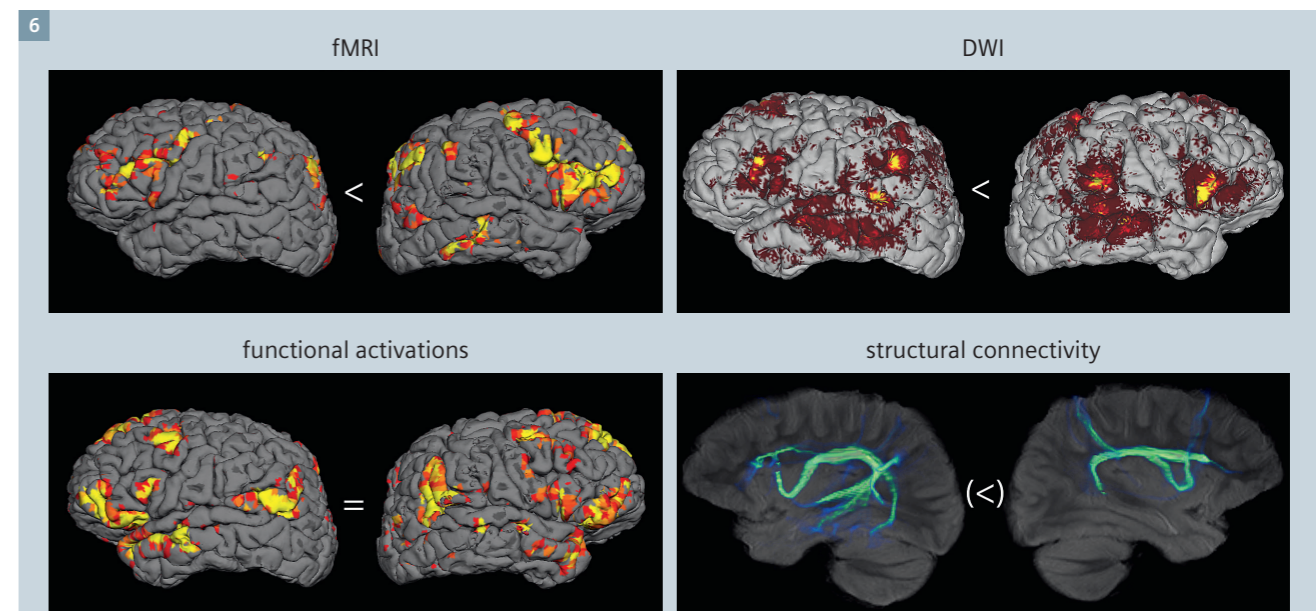 6
fMRI
DWI
<
<
functional activations
structural connectivity
=
(<)